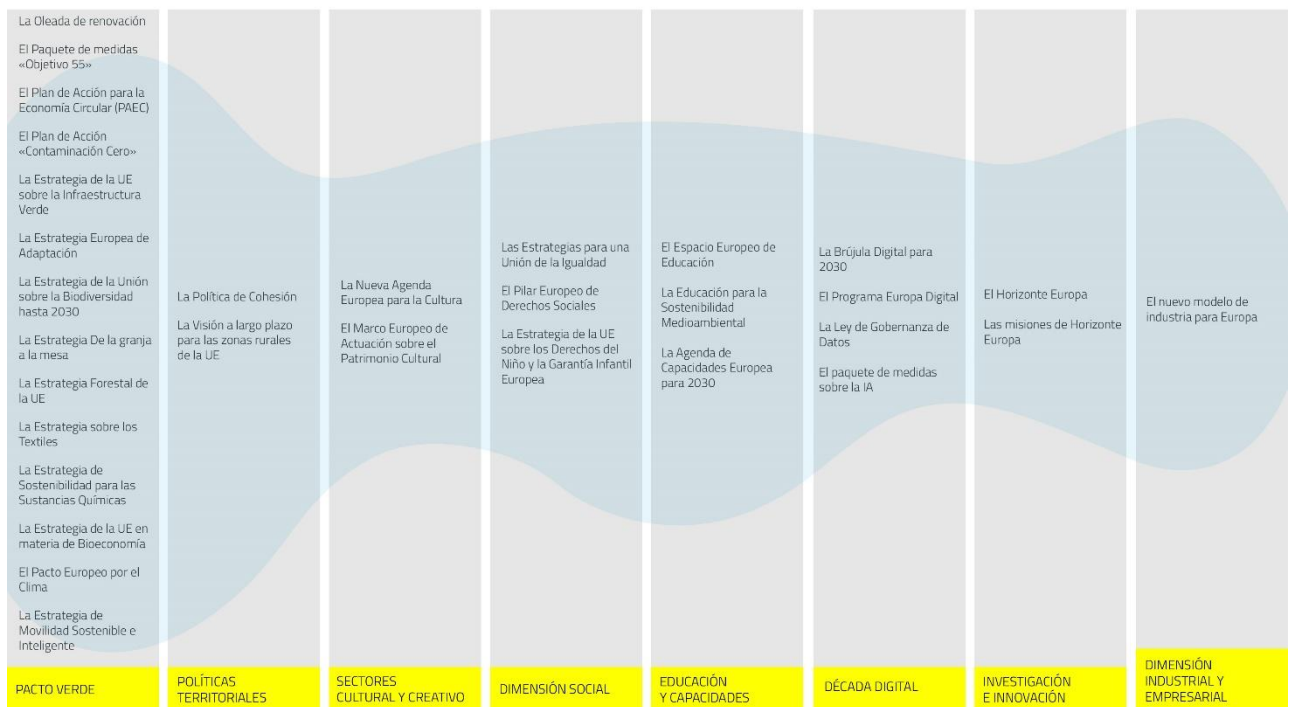 La Oleada de renovación
El Paquete de medidas
«Objetivo 55»
El Plan de Acción para la
Economía Circular (PAEC)
El Plan de Acción
«Contaminación Cero»
La Estrategia de la UE
sobre la Infraestructura
Verde
La Estrategia Europea de
Adaptación
La Estrategia de la Unión
sobre la Biodiversidad
hasta 2030
La Estrategia De la granja
a la mesa
La Estrategia Forestal de
la UE
La Estrategia sobre los
Textiles
La Estrategia de
Sostenibilidad para las
Sustancias Químicas
La Estrategia de la UE en
materia de Bioeconomía
El Pacto Europeo por el
Clima
La Estrategia de
Movilidad Sostenible e
Inteligente
PACTO VERDE
La Política de Cohesión
La Visión a largo plazo
para las zonas rurales
de la UE
POLÍTICAS
TERRITORIALES
La Nueva Agenda
Europea para la Cultura
El Marco Europeo de
Actuación sobre el
Patrimonio Cultural
SECTORES
CULTURAL Y CREATIVO
Las Estrategias para una
Unión de la Igualdad
El Pilar Europeo de
Derechos Sociales
La Estrategia de la UE
sobre los Derechos del
Niño y la Garantía Infantil
Europea
DIMENSIÓN SOCIAL
El Espacio Europeo de
Educación
La Educación para la
Sostenibilidad
Medioambiental
La Agenda de
Capacidades Europea
para 2030
EDUCACIÓN
Y CAPACIDADES
La Brújula Digital para
2030
El Programa Europa Digital
La Ley de Gobernanza de
Datos
El paquete de medidas
sobre la IA
DÉCADA DIGITAL
El Horizonte Europa
Las misiones de Horizonte
Europa
INVESTIGACIÓN
E INNOVACIÓN
El nuevo modelo de
industria para Europa
DIMENSIÓN
INDUSTRIAL Y
EMPRESARIAL